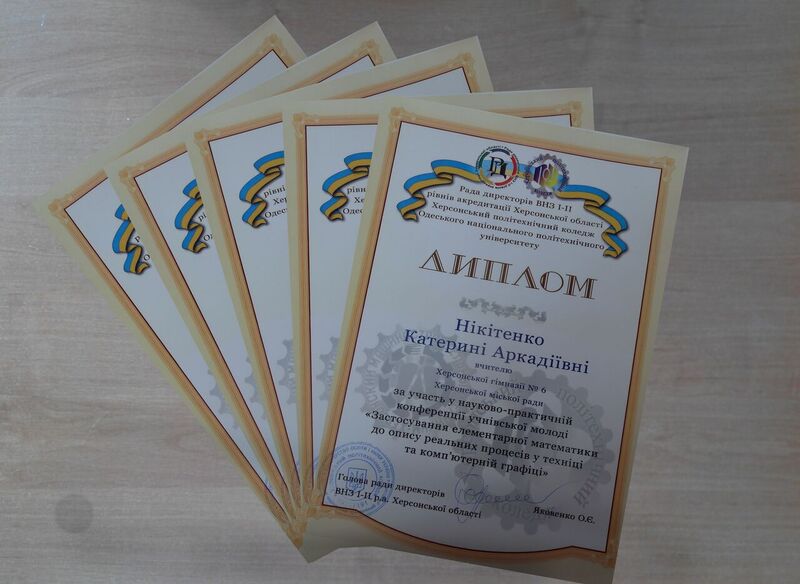 Рада директорів ВНЗ І-ІІ
рівнів акредитації Херсонської області
Херсонський політехнічний коледж
Одеського національного політехнічного
університету
ДИПЛОМ
Нікітенко
Катерині Аркадіївні
вчителю
Херсонської гімназії № 6
Херсонської міської ради
за участь у науково-практичній
конференції учнівської молоді
«Застосування елементарної математики
до опису реальних процесів у техніці
та комп'ютерній графіці»
Голова ради директорів
ВНЗ І-ІІ р.а. Херсонської області
Яковенко О.Є.
рівні
Одеськ